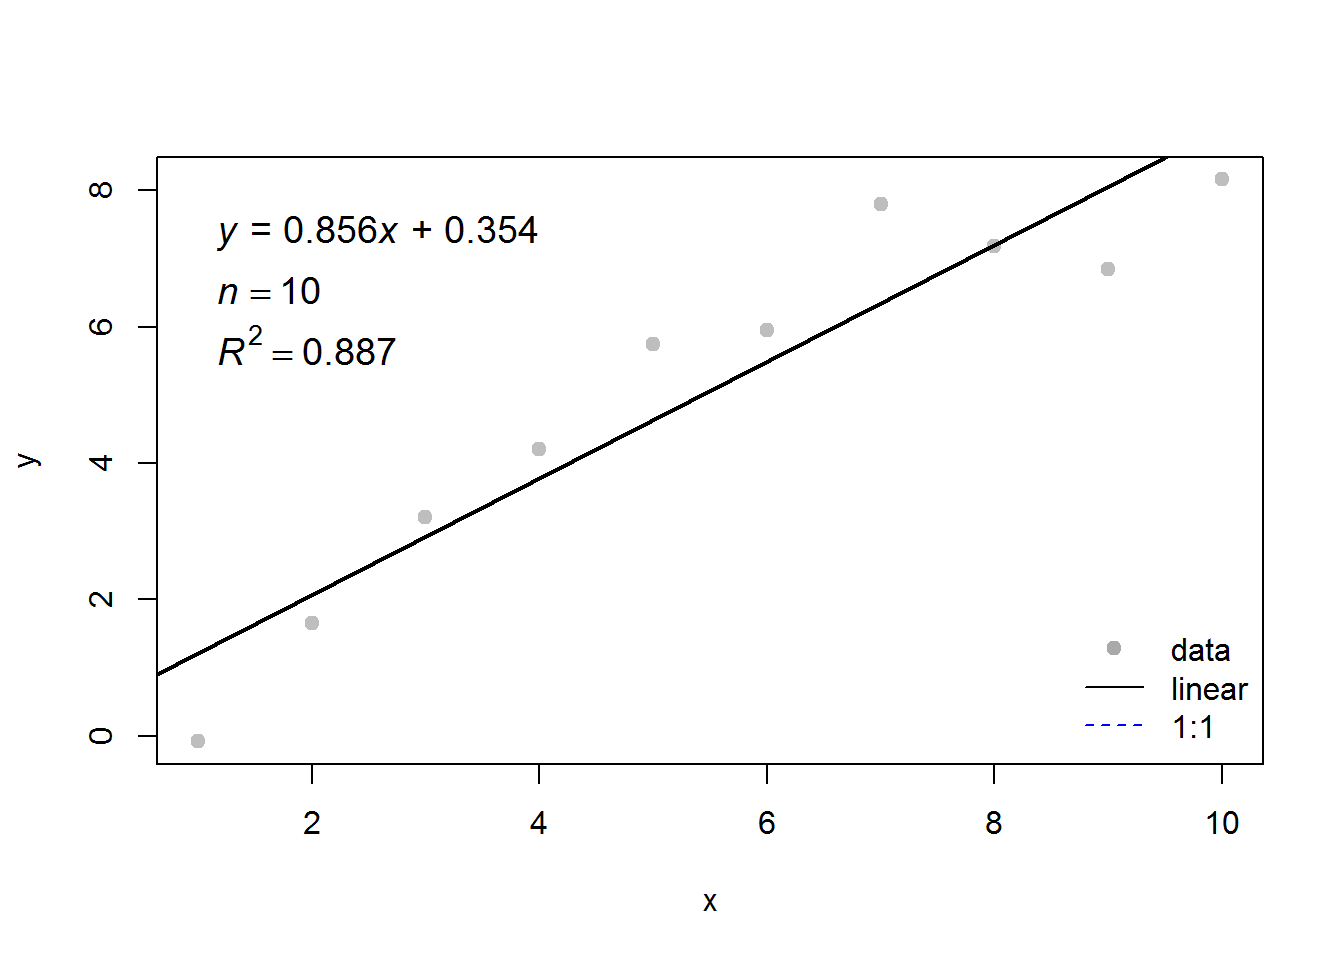 y = 0.856x + 0.354
n = 10
R² = 0.887
8
6
4
2
0
y
data
linear
1:1
2 4 6 8 10
x